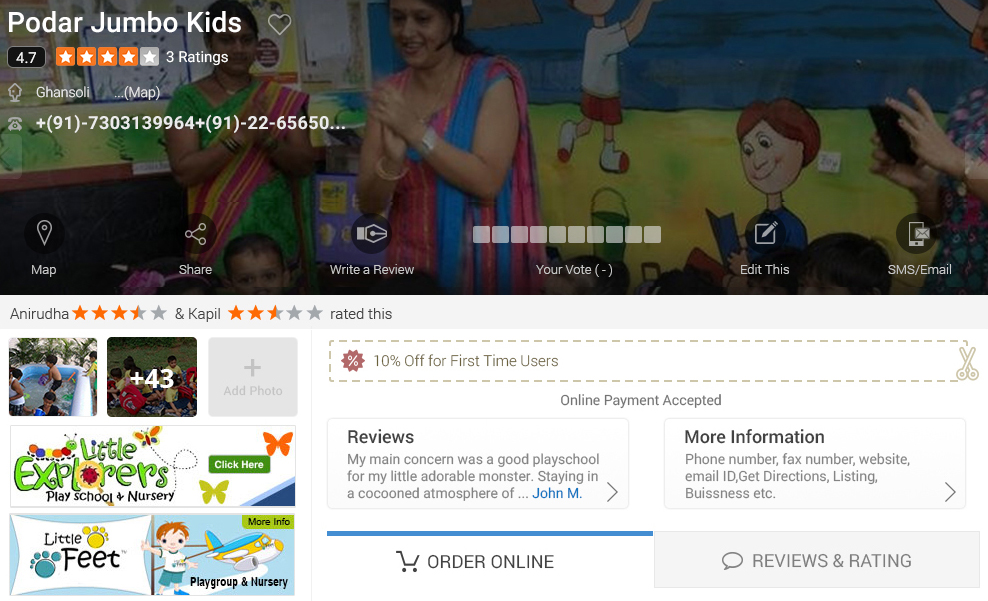 Podar Jumbo Kids
4.7 3 Ratings
Ghansoli ...(Map)
+(91)-7303139964+(91)-22-65650...
Map
Share
Write a Review
Your Vote ( - )
Edit This
SMS/Email
Anirudha & Kapil rated this
+43
+
Add Photo
10% Off for First Time Users
%
Online Payment Accepted
Little
Explorers
Play school & Nursery
Click Here
Reviews
My main concern was a good playschool
for my little adorable monster. Staying in
a cocooned atmosphere of ... John M.
More Information
Phone number, fax number, website,
email ID,Get Directions, Listing,
Buissness etc.
More Info
Little
Feet™
Playgroup & Nursery
ORDER ONLINE
REVIEWS & RATING